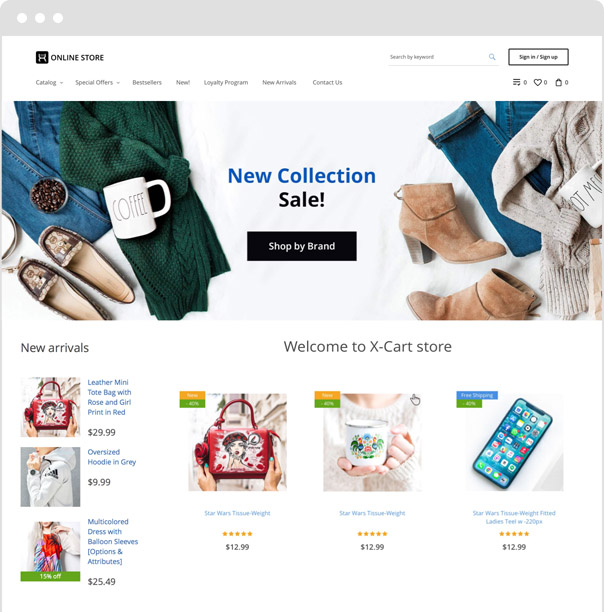 ONLINE STORE
Search by keyword
Sign in / Sign up
Catalog
Special Offers
Bestsellers
New!
Loyalty Program
New Arrivals
Contact Us
0
0
0
COFFEE
New Collection
Sale!
Shop by Brand
New arrivals
Leather Mini
Tote Bag with
Rose and Girl
Print in Red
$29.99
Oversized
Hoodie in Grey
$9.99
Multicolored
Dress with
Balloon Sleeves
[Options &
Attributes]
15% off
$25.49
Welcome to X-Cart store
New
- 40%
Star Wars Tissue-Weight
$12.99
New
- 40%
Star Wars Tissue-Weight
$12.99
Free Shipping
- 40%
Star Wars Tissue-Weight Fitted
Ladies Teel w -220px
$12.99